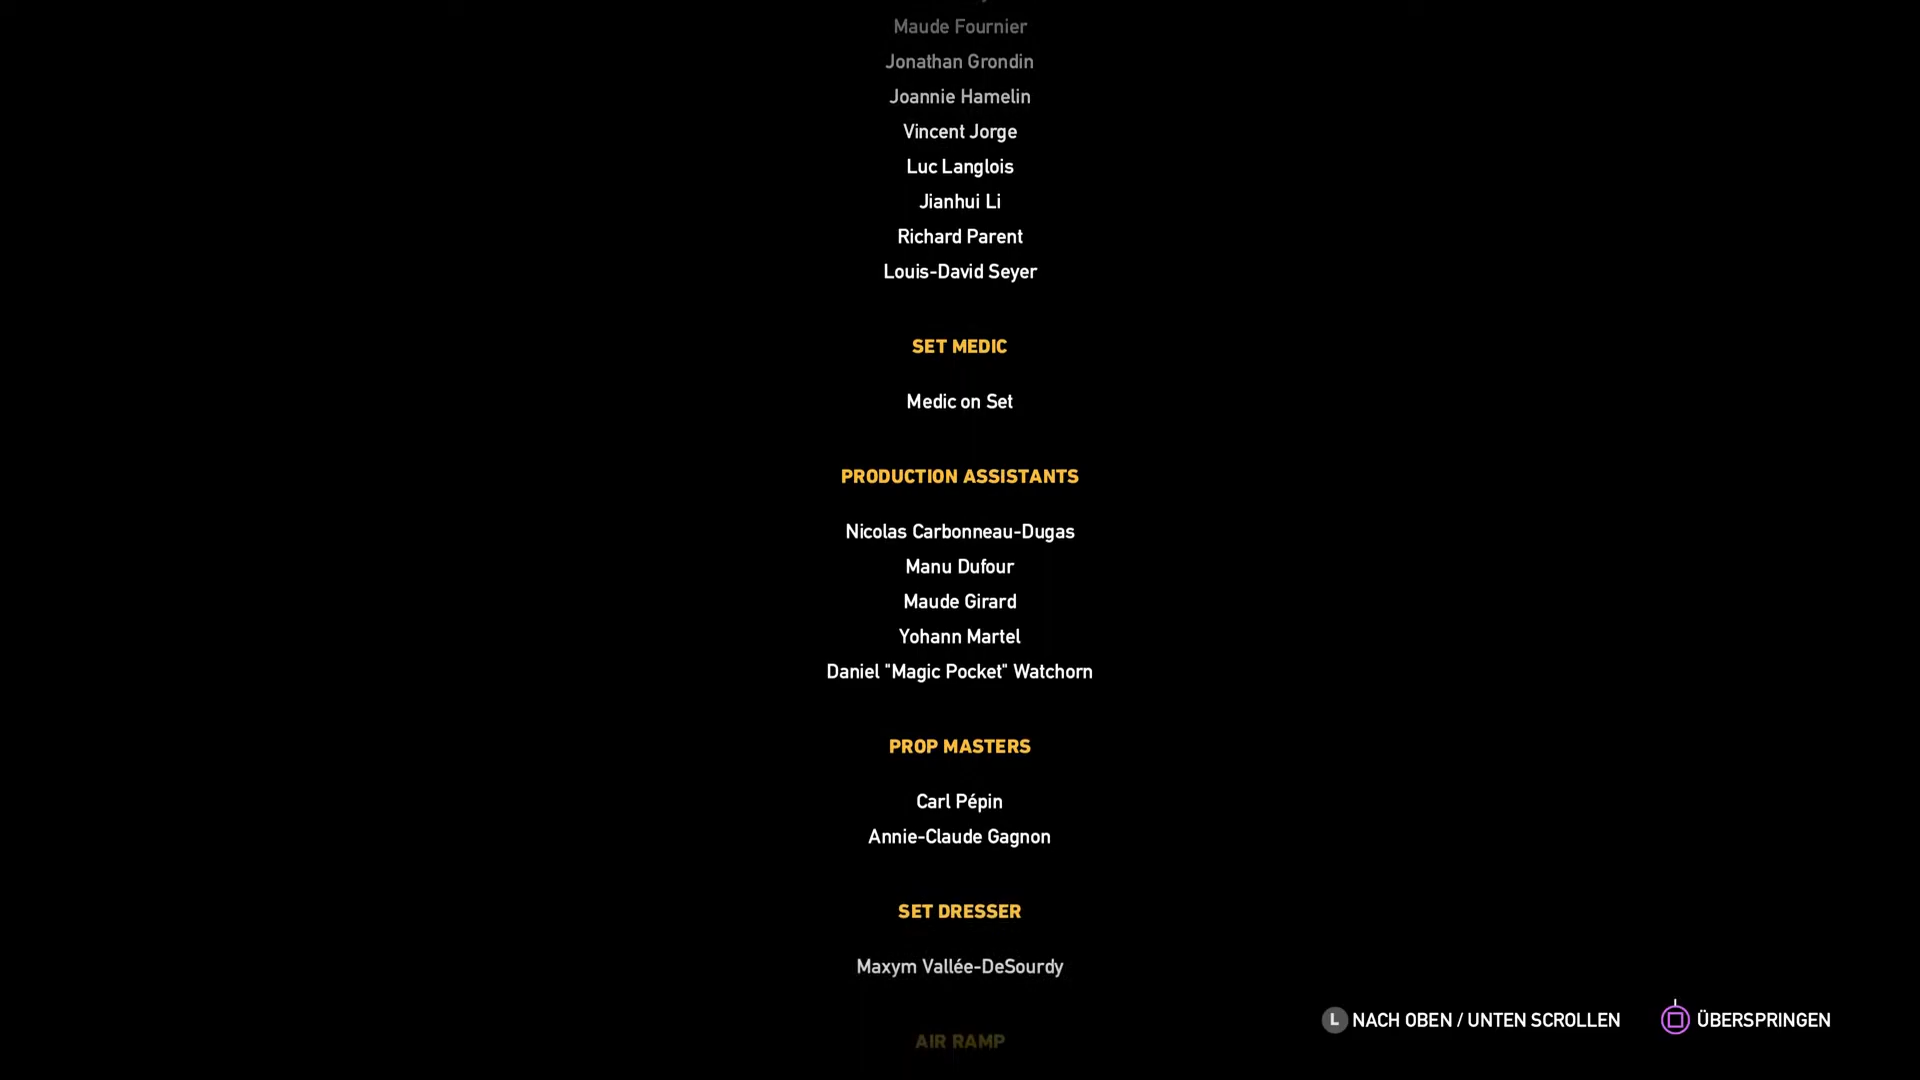 Maude Fournier
Jonathan Grondin
Joannie Hamelin
Vincent Jorge
Luc Langlois
Jianhui Li
Richard Parent
Louis-David Seyer
SET MEDIC
Medic on Set
PRODUCTION ASSISTANTS
Nicolas Carbonneau-Dugas
Manu Dufour
Maude Girard
Yohann Martel
Daniel "Magic Pocket" Watchorn
PROP MASTERS
Carl Pépin
Annie-Claude Gagnon
SET DRESSER
Maxym Vallée-DeSourdy
L NACH OBEN / UNTEN SCROLLEN ÜBERSPRINGEN
AIR RAMP